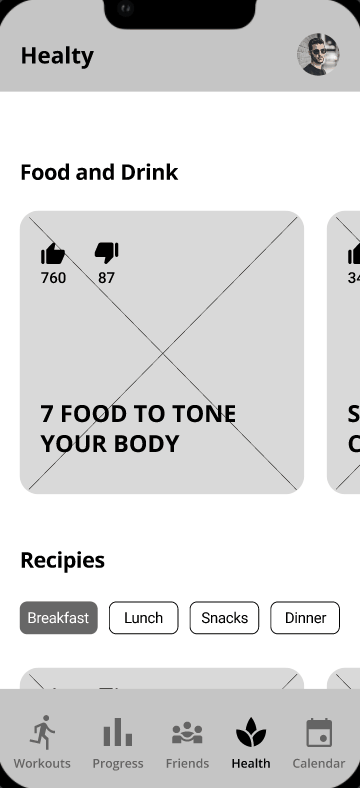 Healty
Food and Drink
760 87
7 FOOD TO TONE
YOUR BODY
Recipies
Breakfast Lunch Snacks Dinner
Workouts Progress Friends Health Calendar